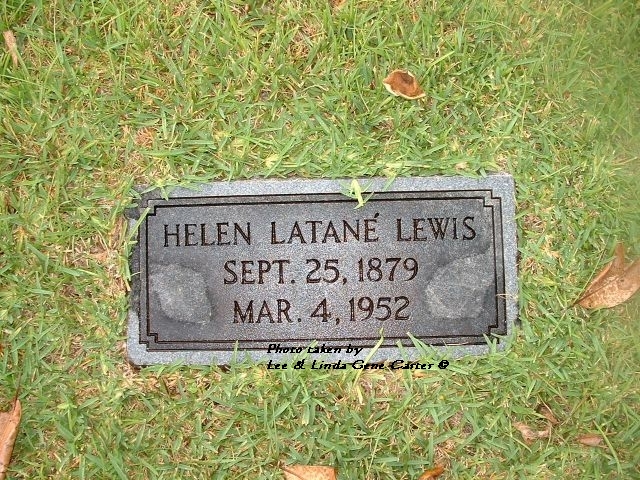 HELEN LATANÉ LEWIS
SEPT. 25, 1879
MAR. 4, 1952
Photo taken by
Lee & Linda Gene Carter ©